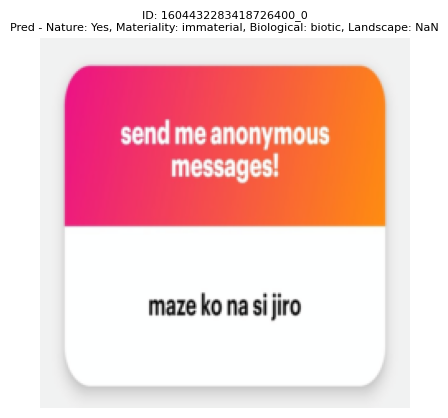 ID: 1604432283418726400_0
Pred - Nature: Yes, Materiality: immaterial, Biological: biotic, Landscape: NaN
send me anonymous
messages!
maze ko na si jiro